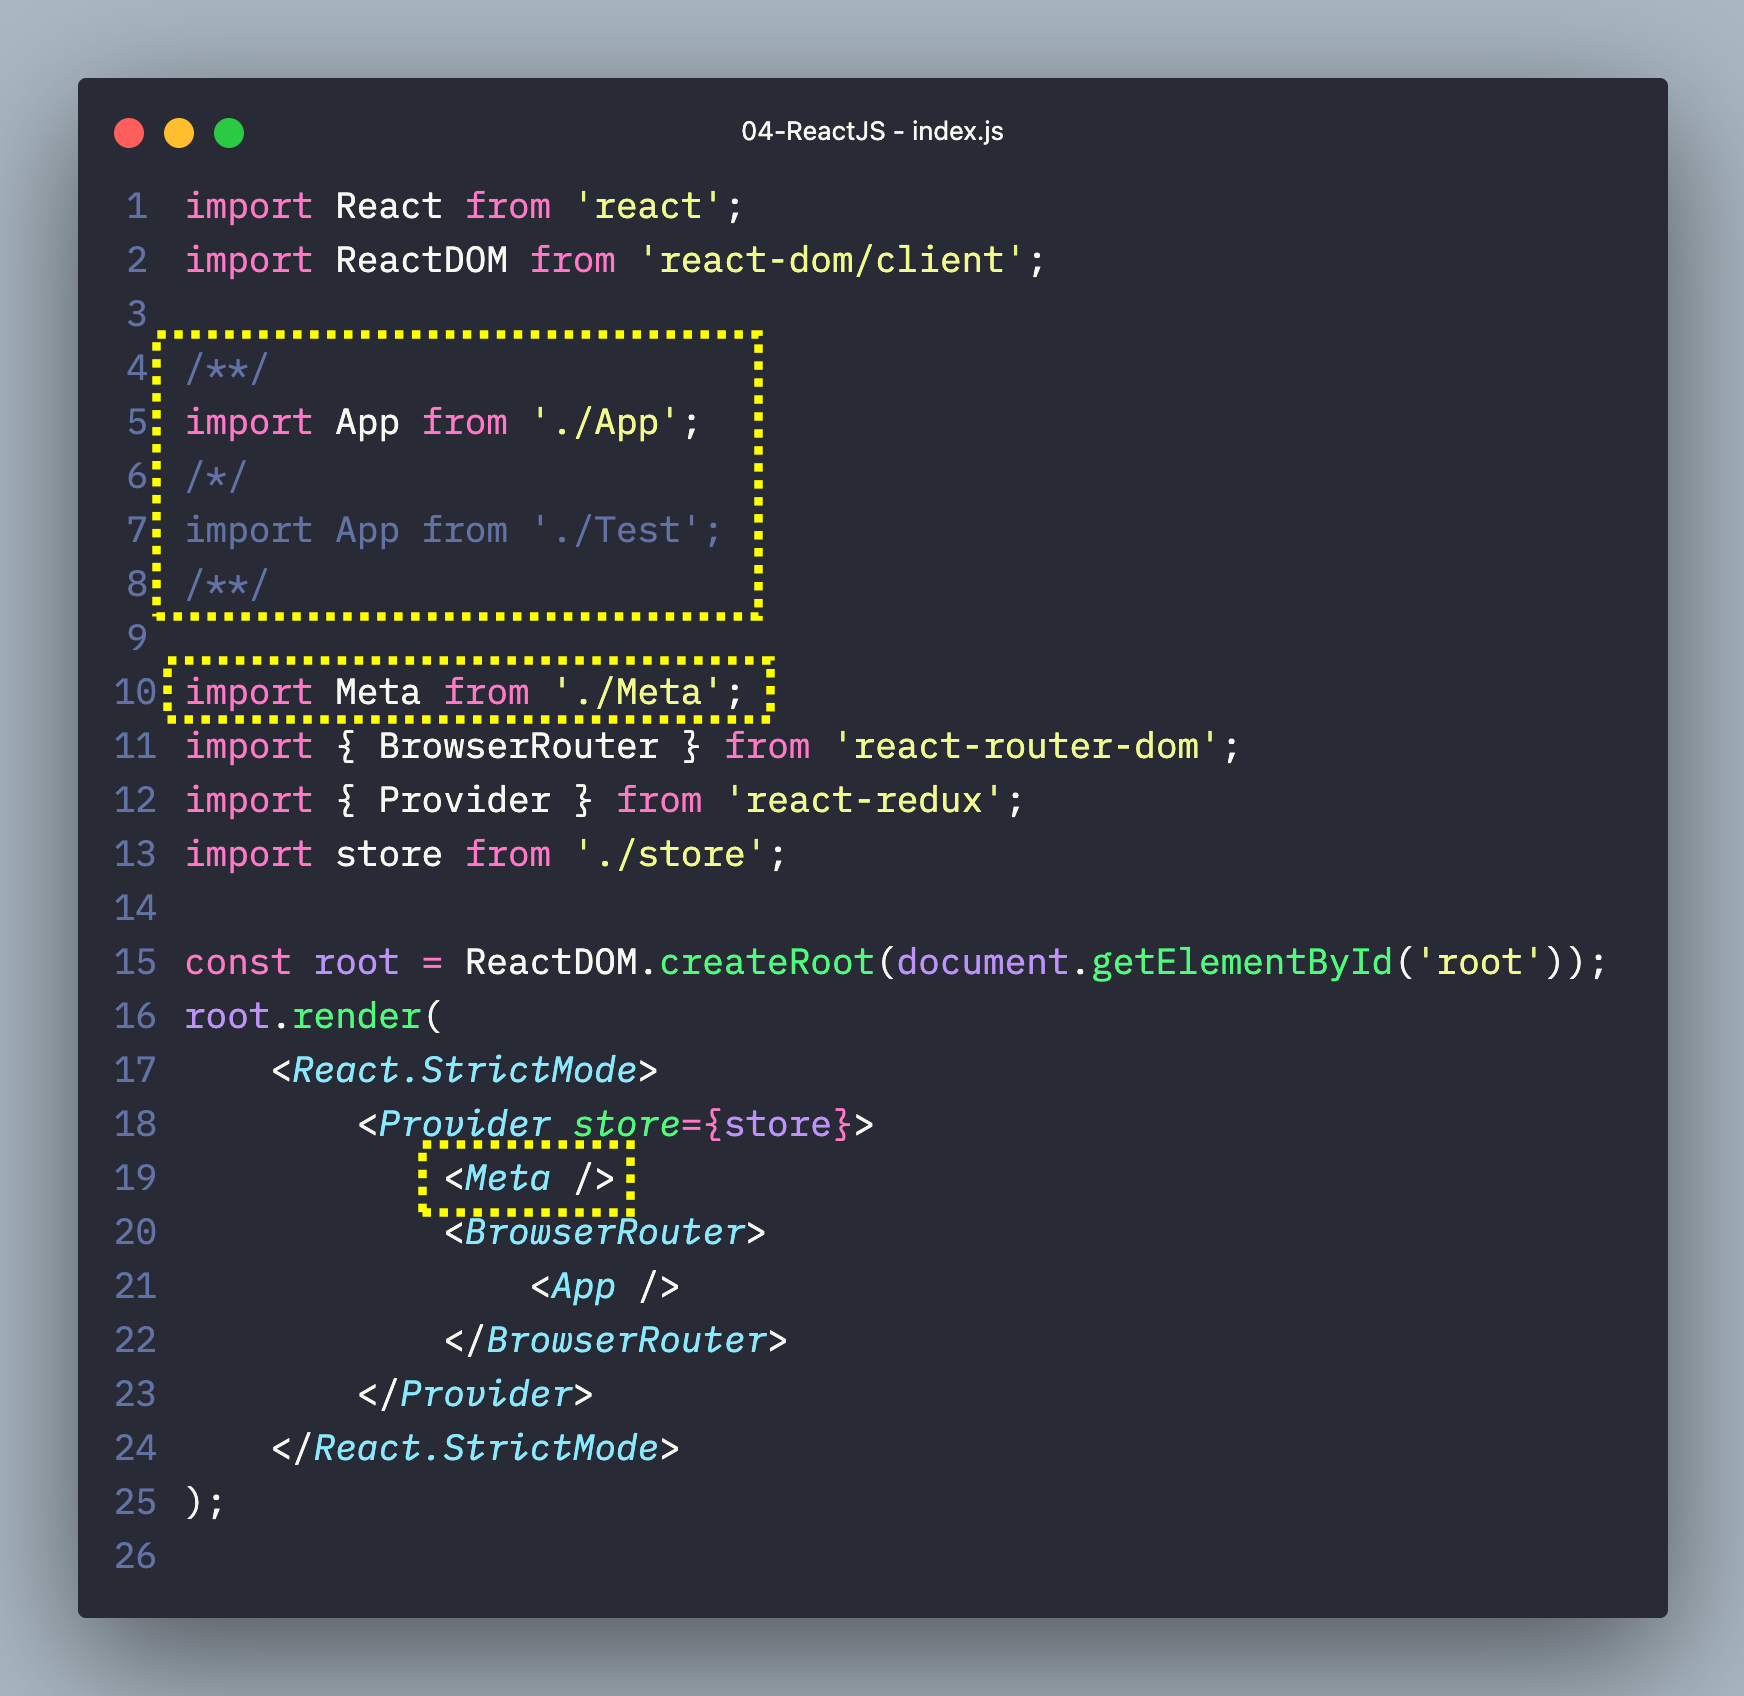 04-ReactJS - index.js
1 import React from 'react';
2 import ReactDOM from 'react-dom/client';
3
4 /**/
5 import App from './App';
6 /*/
7 import App from './Test';
8 /**/
9
10 import Meta from './Meta';
11 import { BrowserRouter } from 'react-router-dom';
12 import { Provider } from 'react-redux';
13 import store from './store';
14
15 const root = ReactDOM.createRoot(document.getElementById('root'));
16 root.render(
17     <React.StrictMode>
18         <Provider store={store}>
19             <Meta />
20             <BrowserRouter>
21                 <App />
22             </BrowserRouter>
23         </Provider>
24     </React.StrictMode>
25 );
26